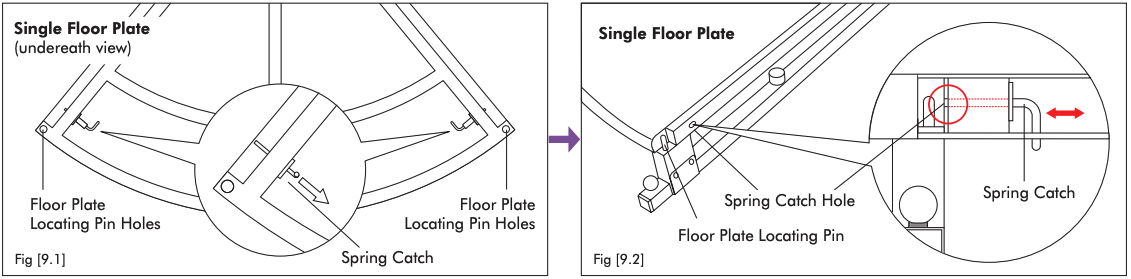 Single Floor Plate
(undereath view)
Floor Plate
Locating Pin Holes
Floor Plate
Locating Pin Holes
Spring Catch
Fig [9.1]
Single Floor Plate
Spring Catch Hole
Spring Catch
Floor Plate Locating Pin
Fig [9.2]